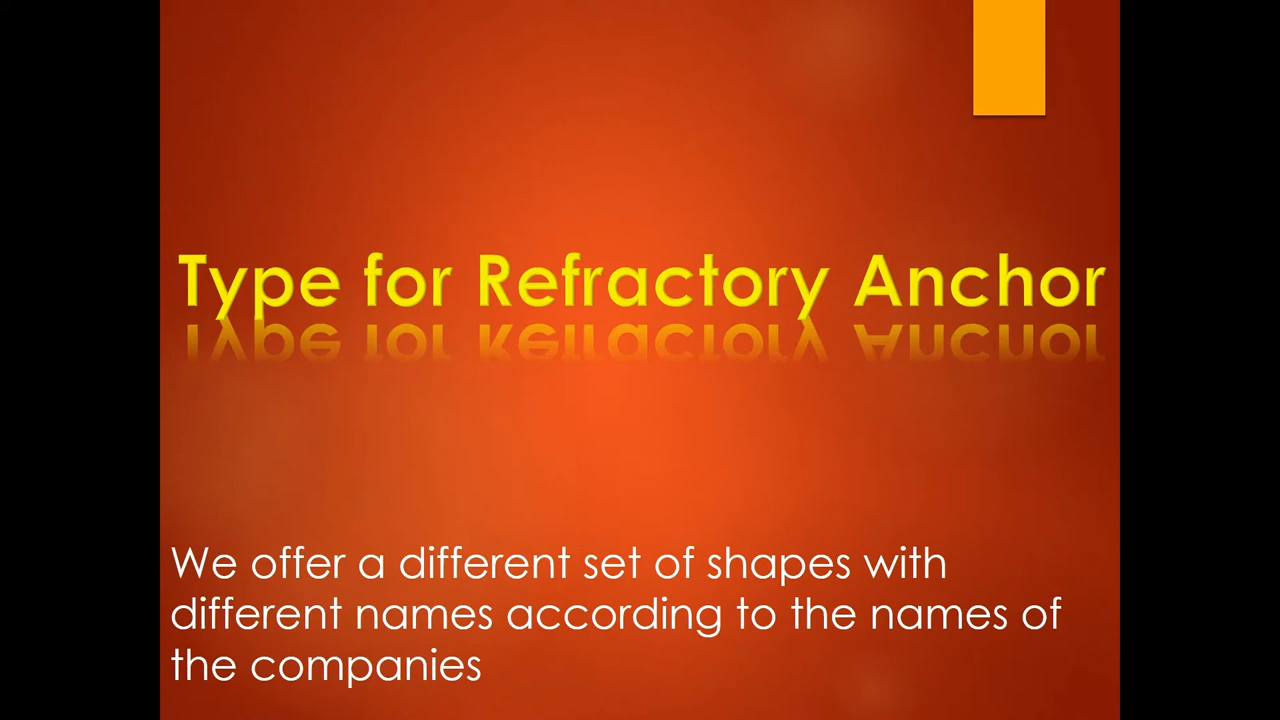 Type for Refractory Anchor
We offer a different set of shapes with
different names according to the names of
the companies